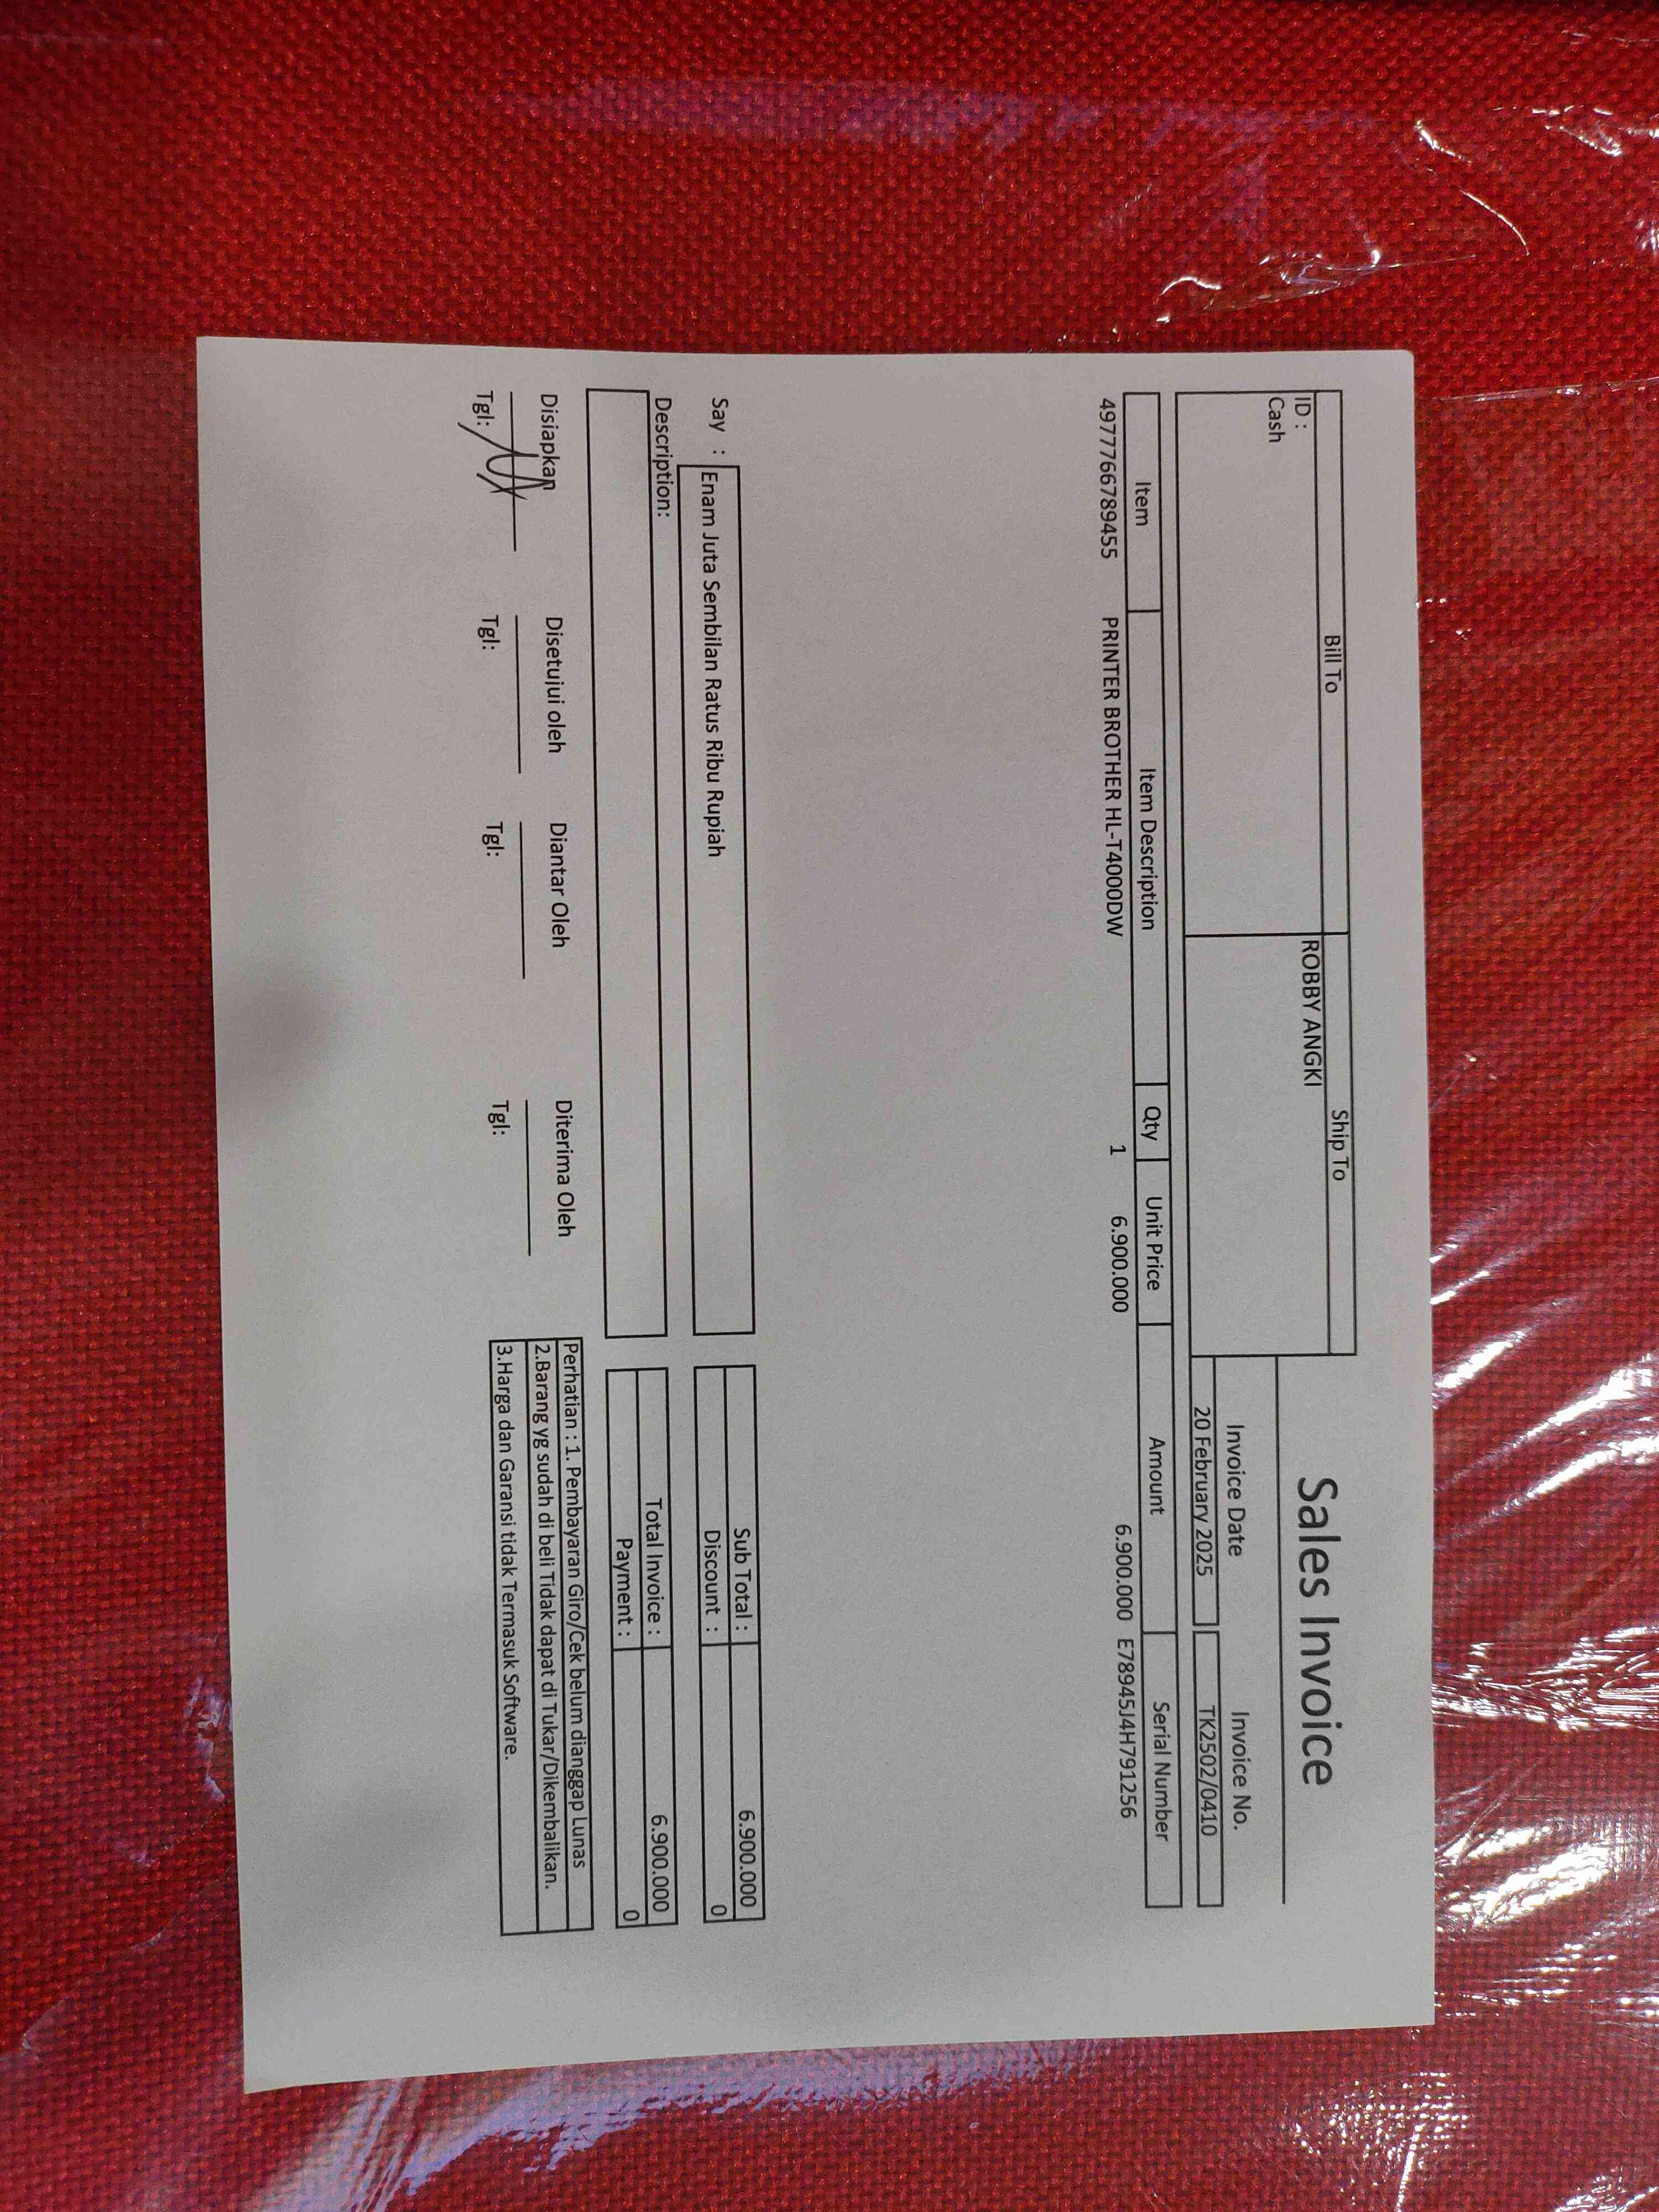 Sales Invoice
Bill To Ship To
ID : ROBBY ANGKI
Cash
Invoice Date Invoice No.
20 February 2025 TK2502/0410
Item Item Description Qty Unit Price Amount Serial Number
4977766789455 PRINTER BROTHER HL-T4000DW 1 6.900.000 6.900.000 E78945J4H791256
Say : Enam Juta Sembilan Ratus Ribu Rupiah
Sub Total : 6.900.000
Discount : 0
Description:
Total Invoice : 6.900.000
Payment : 0
Disiapkan Disetujui oleh Diantar Oleh Diterima Oleh
Tgl: Tgl: Tgl: Tgl:
Perhatian : 1. Pembayaran Giro/Cek belum dianggap Lunas
2.Barang yg sudah di beli Tidak dapat di Tukar/Dikembalikan.
3.Harga dan Garansi tidak Termasuk Software.